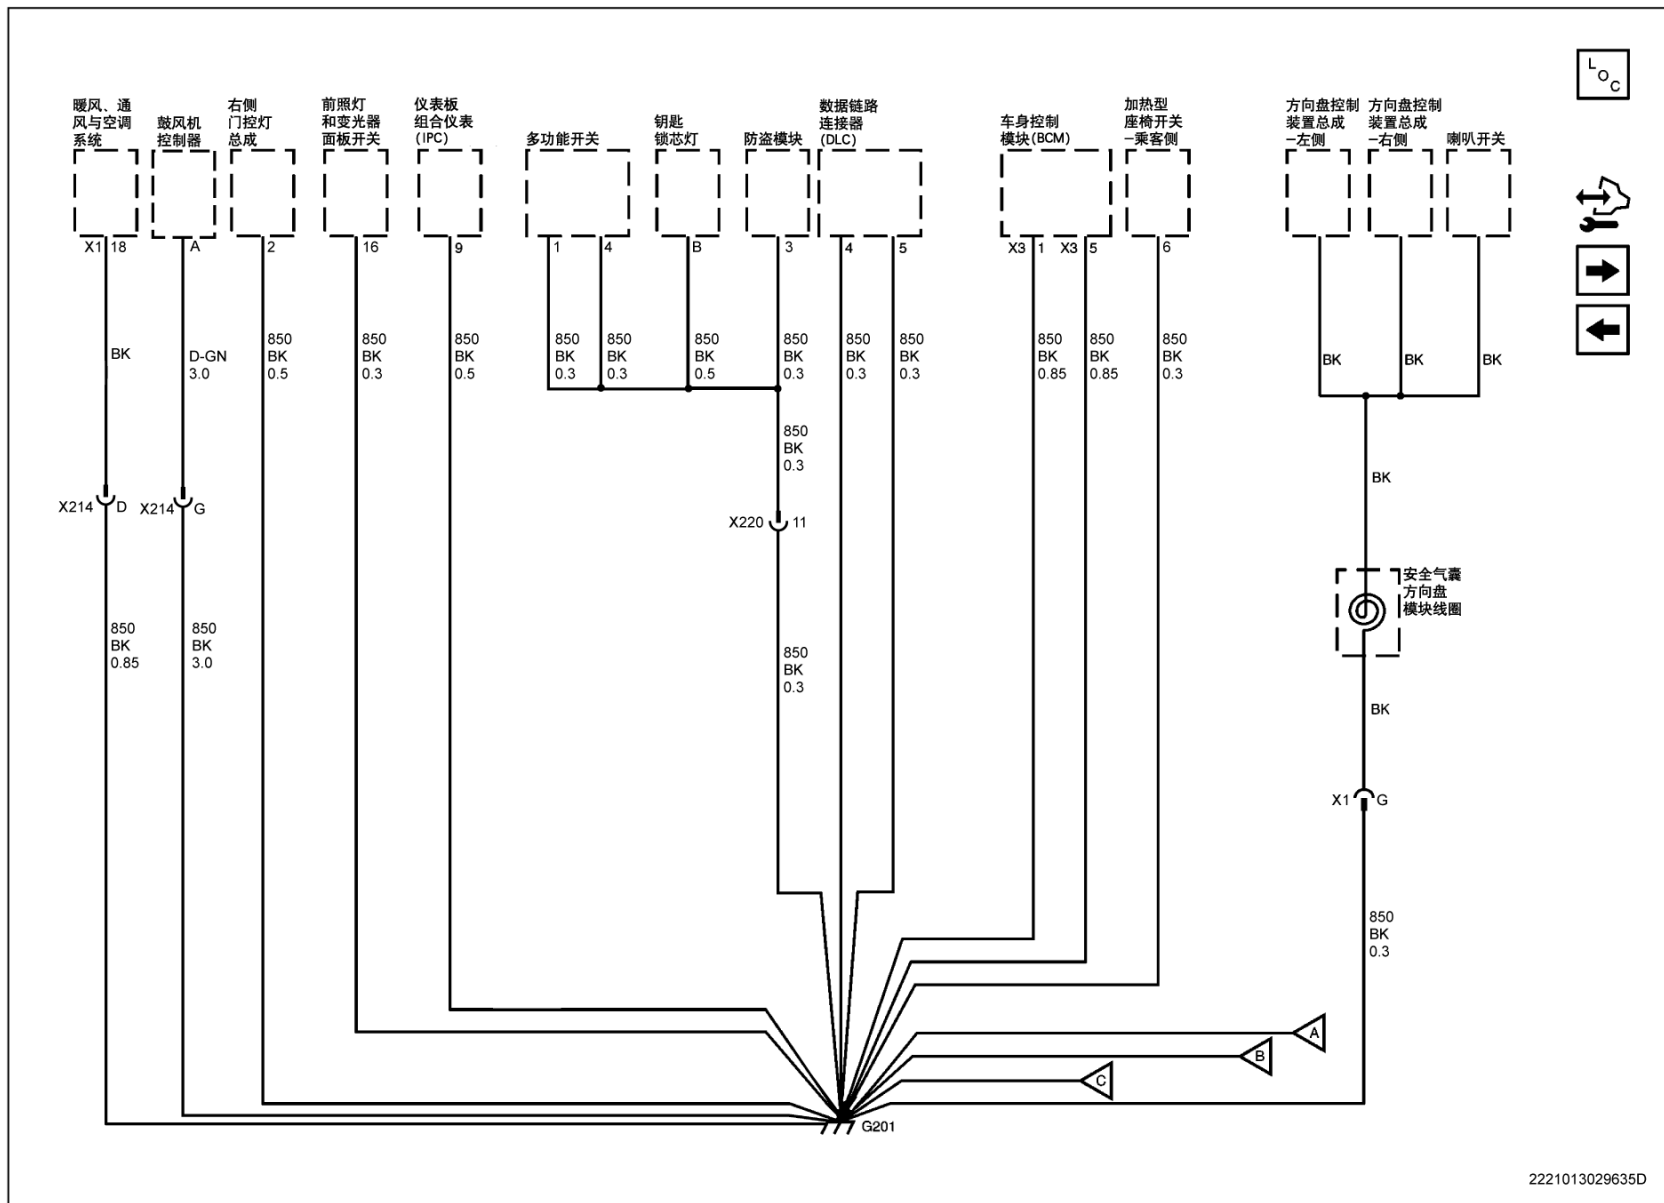 L
O
C
暖风、通
风与空调
系统
鼓风机
控制器
右侧
门控灯
总成
前照灯
和变光器
面板开关
仪表板
组合仪表
(IPC)
多功能开关
钥匙
锁芯灯
防盗模块
数据链路
连接器
(DLC)
车身控制
模块(BCM)
加热型
座椅开关
–乘客侧
方向盘控制
装置总成
–左侧
方向盘控制
装置总成
–右侧
喇叭开关
X1 18
A
2
16
9
1
4
B
3
4
5
X3 1
X3 5
6
BK
D-GN
3.0
850
BK
0.5
850
BK
0.3
850
BK
0.5
850
BK
0.3
850
BK
0.3
850
BK
0.5
850
BK
0.3
850
BK
0.3
850
BK
0.3
850
BK
0.85
850
BK
0.85
850
BK
0.3
BK
BK
BK
850
BK
0.3
BK
X214 D
X214 G
X220 11
安全气囊
方向盘
模块线圈
850
BK
0.85
850
BK
3.0
850
BK
0.3
BK
X1 G
850
BK
0.3
A
B
C
G201
2221013029635D